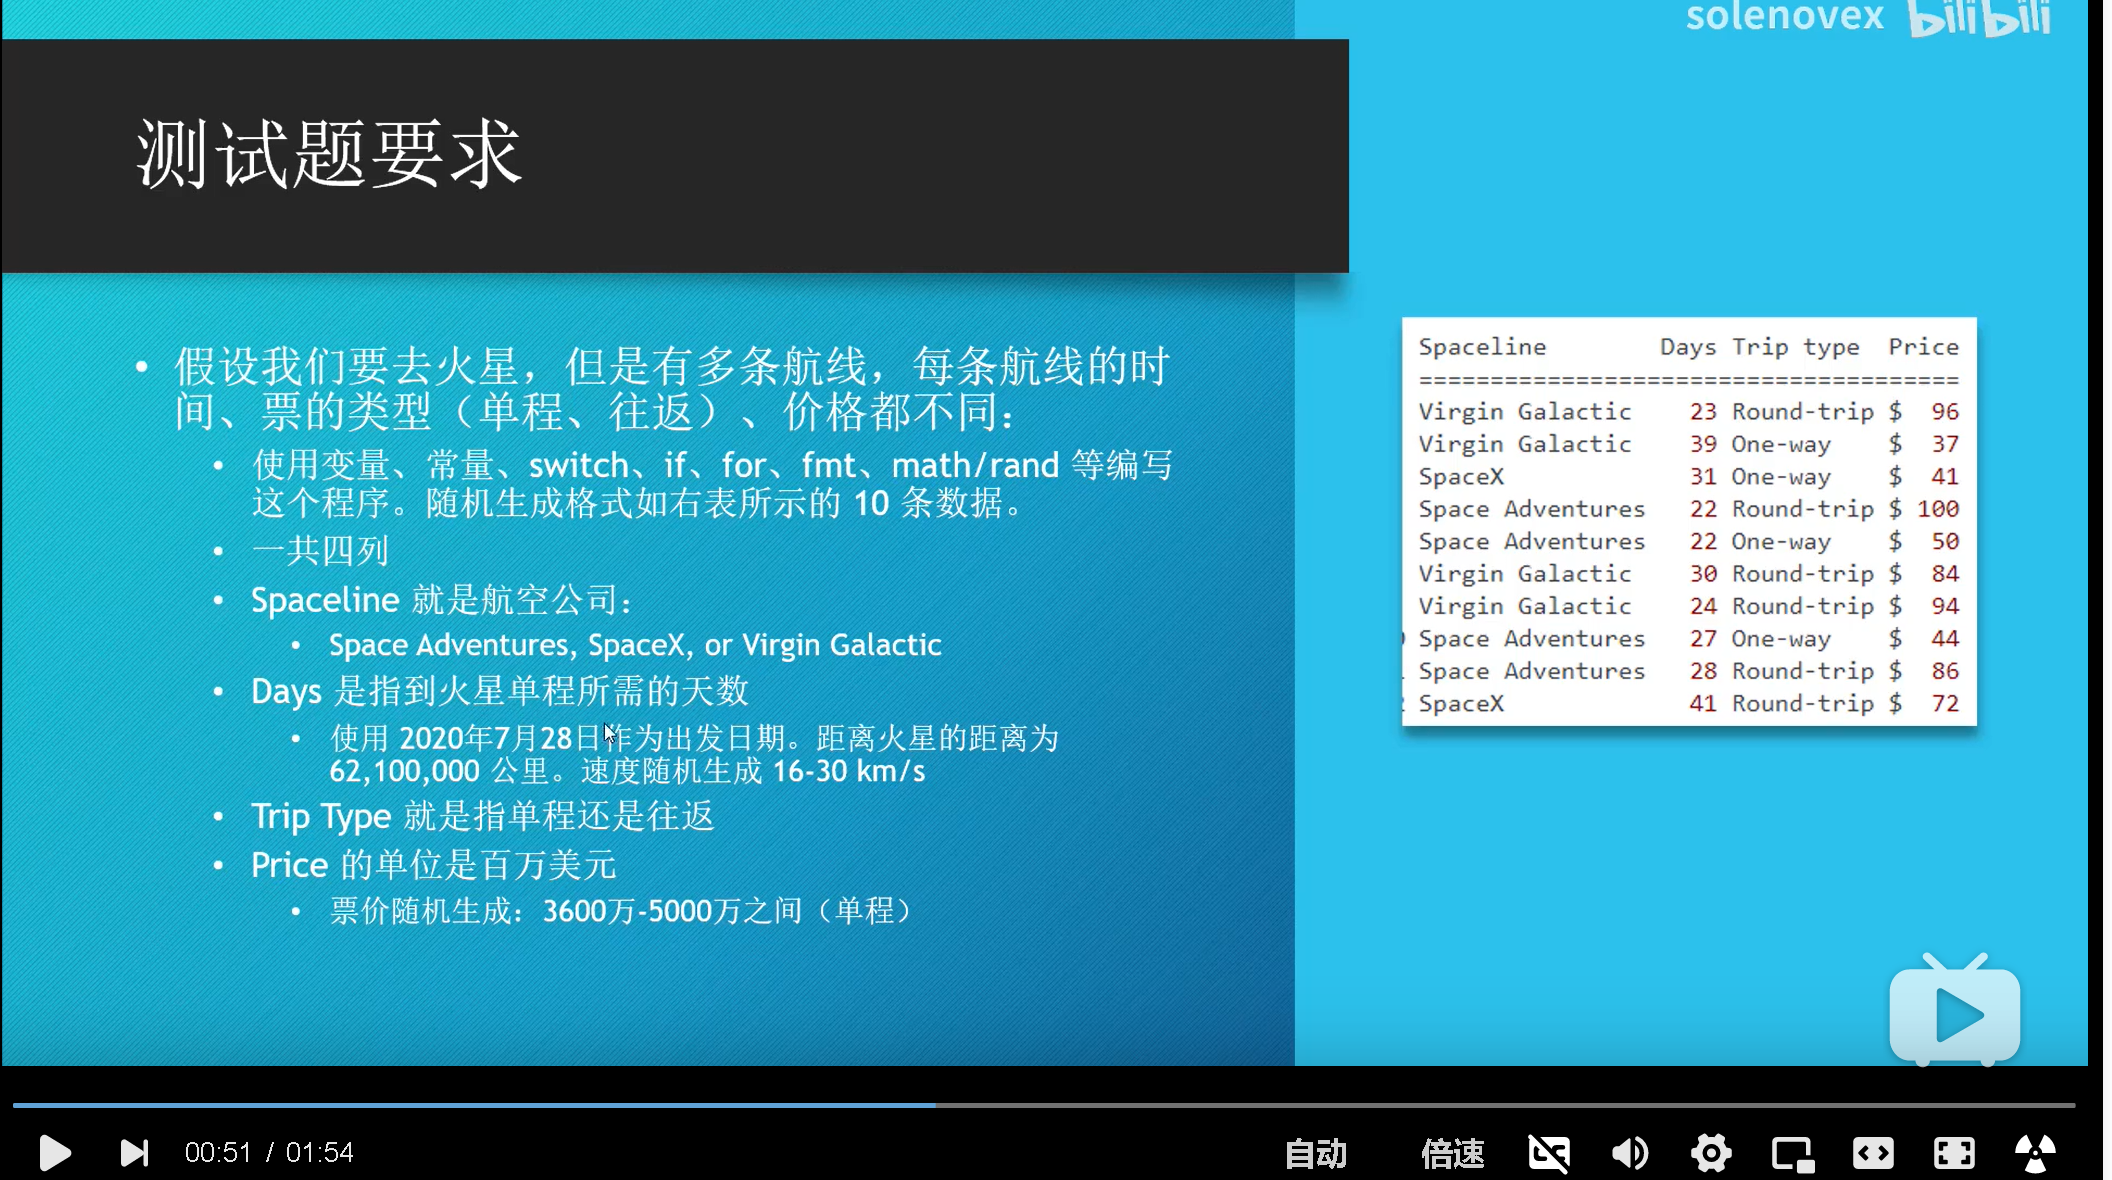 solenovex bilibili
测试题要求
• 假设我们要去火星，但是有多条航线，每条航线的时
间、票的类型（单程、往返）、价格都不同：
• 使用变量、常量、switch、if、for、fmt、math/rand 等编写
这个程序。随机生成格式如右表所示的 10 条数据。
• 一共四列
• Spaceline 就是航空公司：
• Space Adventures, SpaceX, or Virgin Galactic
• Days 是指到火星单程所需的天数
• 使用 2020年7月28日作为出发日期。距离火星的距离为
62,100,000 公里。速度随机生成 16-30 km/s
• Trip Type 就是指单程还是往返
• Price 的单位是百万美元
• 票价随机生成：3600万-5000万之间（单程）
Spaceline Days Trip type Price
======================================
Virgin Galactic 23 Round-trip $ 96
Virgin Galactic 39 One-way $ 37
SpaceX 31 One-way $ 41
Space Adventures 22 Round-trip $ 100
Space Adventures 22 One-way $ 50
Virgin Galactic 30 Round-trip $ 84
Virgin Galactic 24 Round-trip $ 94
Space Adventures 27 One-way $ 44
Space Adventures 28 Round-trip $ 86
SpaceX 41 Round-trip $ 72
00:51 / 01:54 自动 倍速